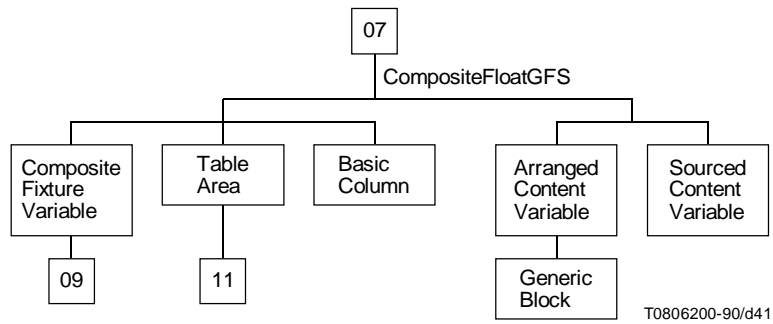 07
CompositeFloatGFS
Composite
Fixture
Variable
Table
Area
Basic
Column
Arranged
Content
Variable
Sourced
Content
Variable
09
11
Generic
Block
T0806200-90/d41